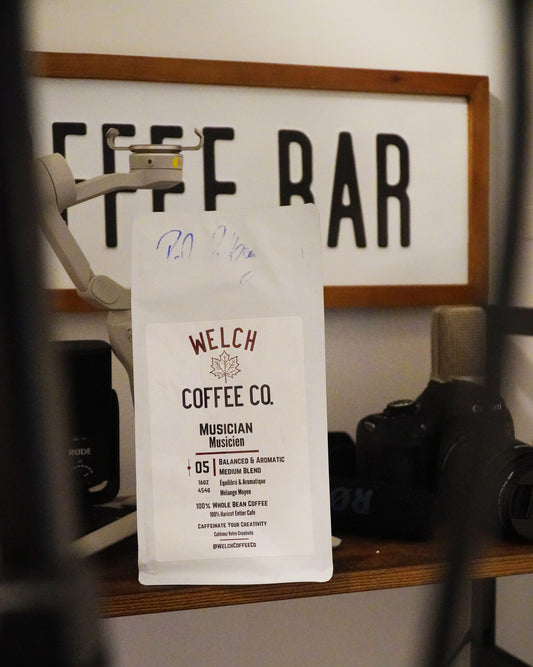 FFEE BAR
WELCH
COFFEE CO.
MUSICIAN
Musicien
05 BALANCED & AROMATIC
MEDIUM BLEND
16oz Équilibré & Aromatique
454g Mélange Moyen
100% WHOLE BEAN COFFEE
100% Haricot Entier Café
CAFFEINATE YOUR CREATIVITY
Caféinez Votre Créativité
@WELCHCOFFEECO
RØDE
RØDE